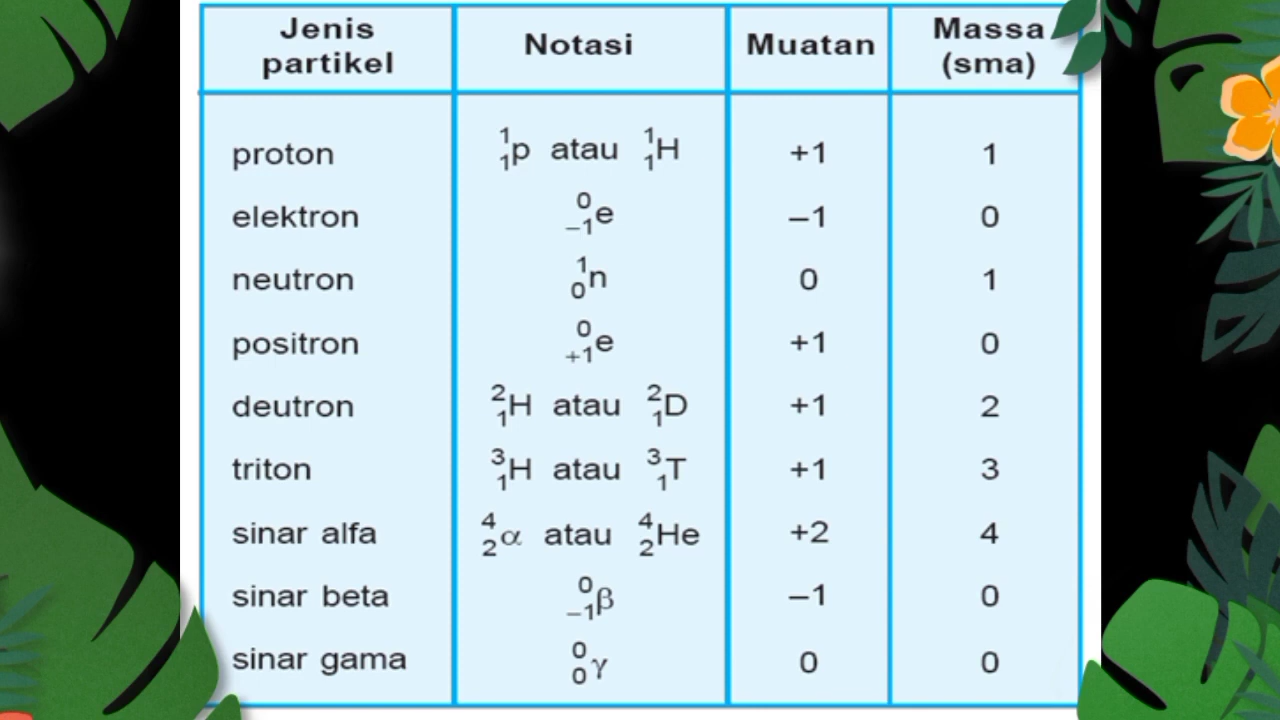 Jenis partikel Notasi Muatan Massa (sma)
proton ¹₁p atau ¹₁H +1 1
elektron ⁰₋₁e –1 0
neutron ¹₀n 0 1
positron ⁰₊₁e +1 0
deutron ²₁H atau ²₁D +1 2
triton ³₁H atau ³₁T +1 3
sinar alfa ⁴₂α atau ⁴₂He +2 4
sinar beta ⁰₋₁β –1 0
sinar gama ⁰₀γ 0 0